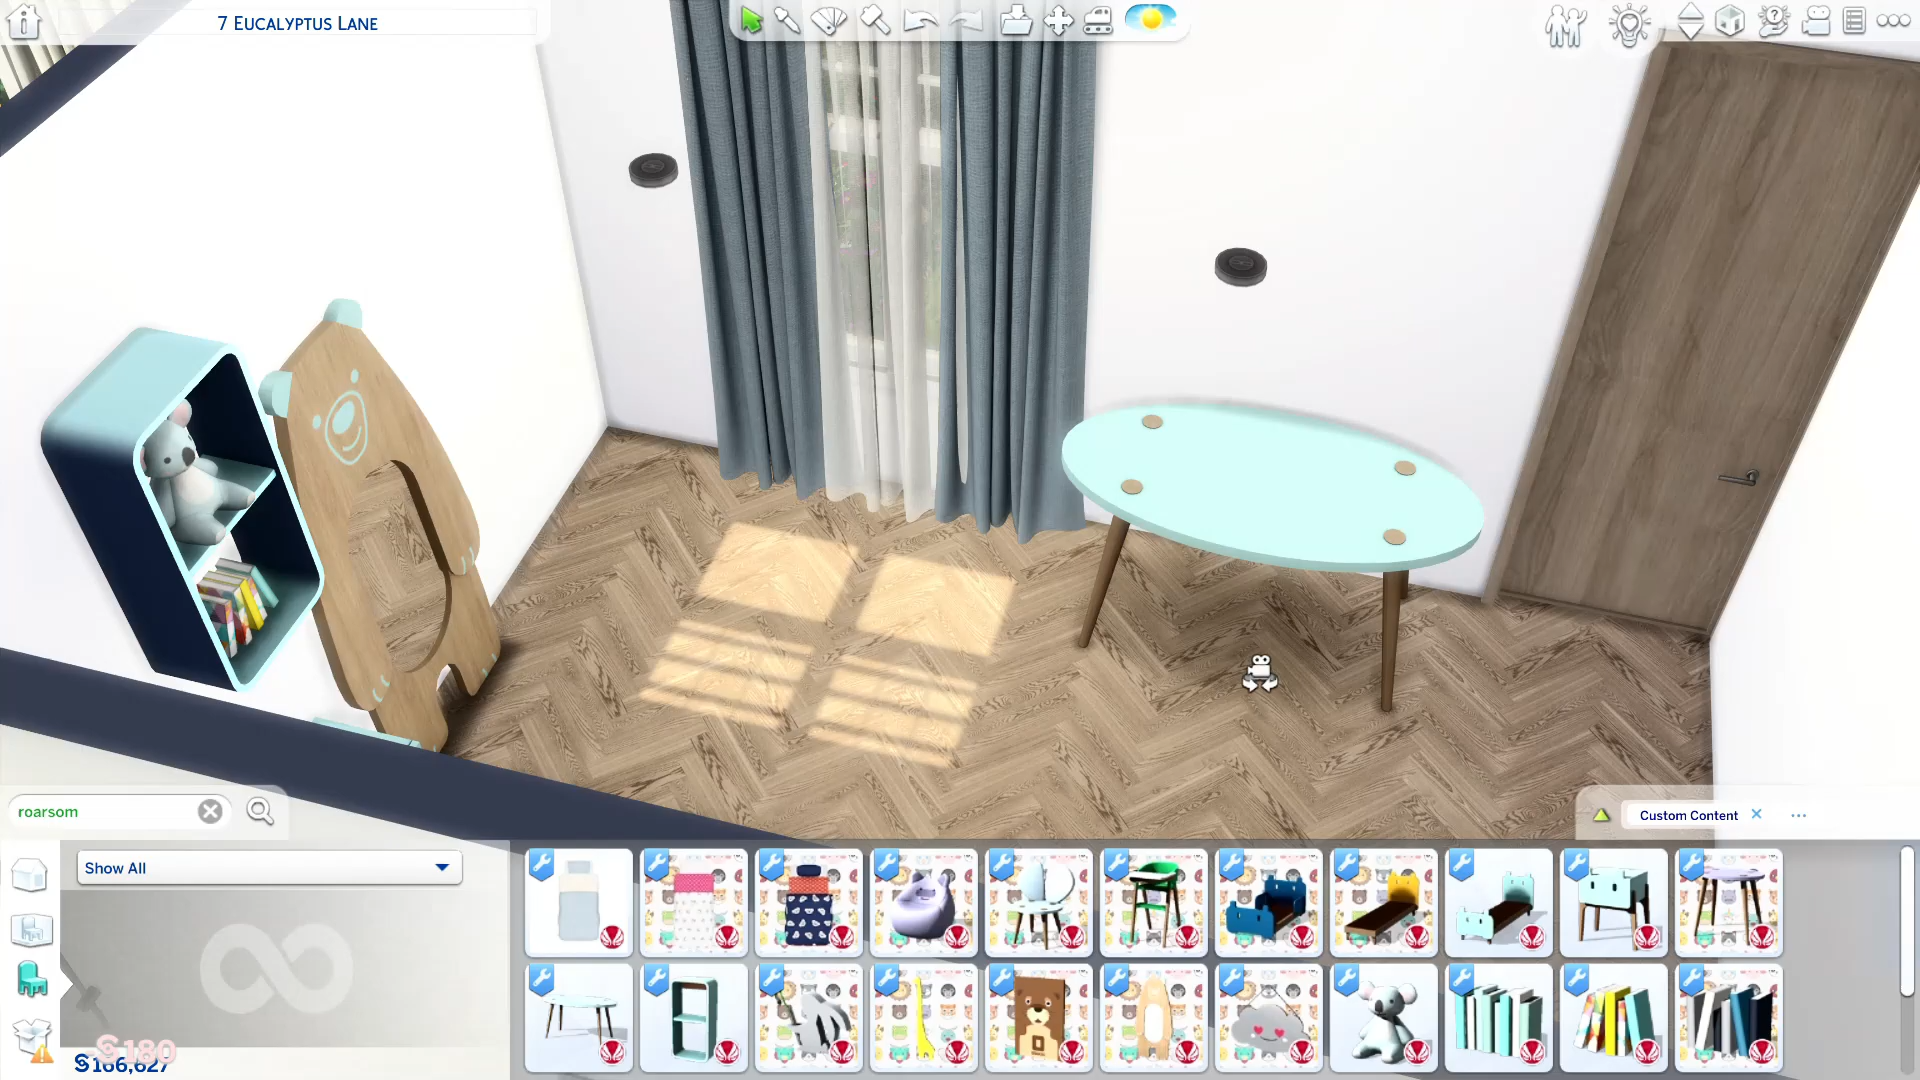 7 Eucalyptus Lane
roarsom
Custom Content
Show All
§180
§166,627